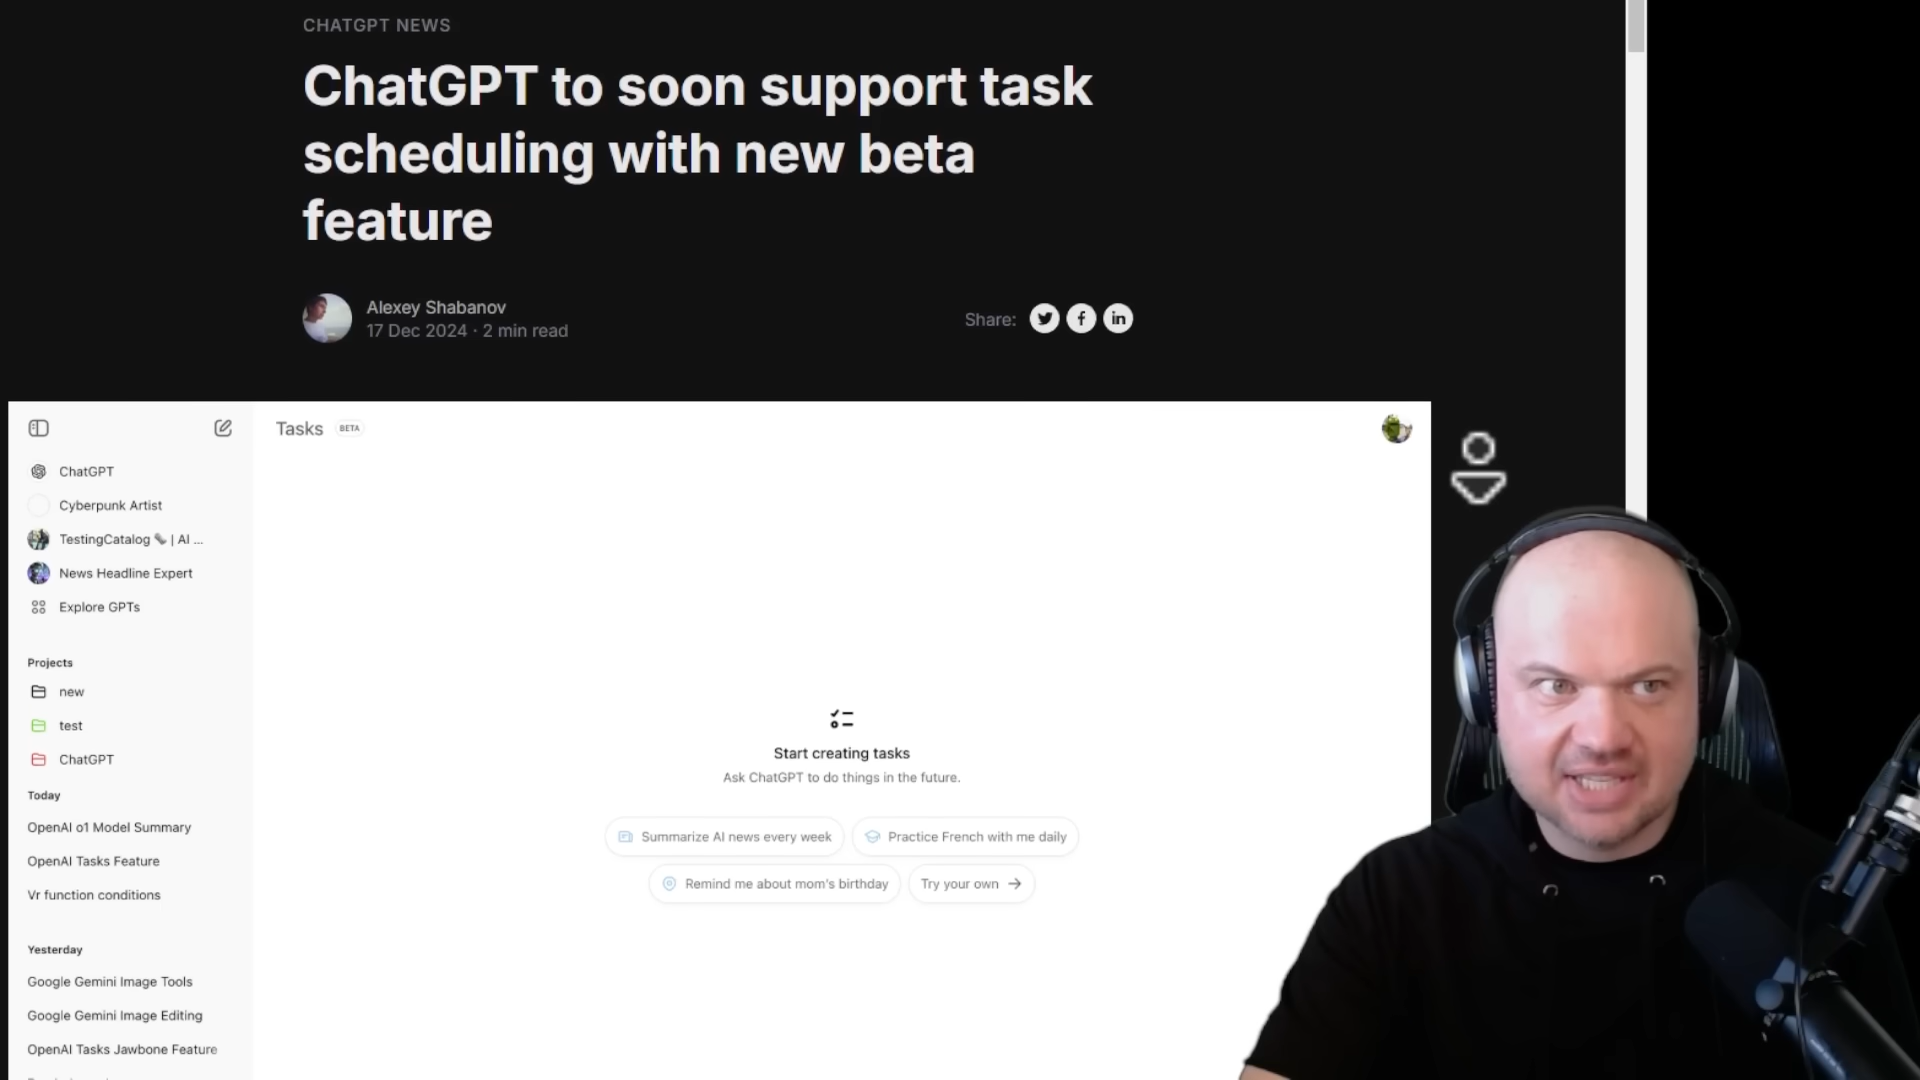 CHATGPT NEWS
ChatGPT to soon support task
scheduling with new beta
feature
Alexey Shabanov
17 Dec 2024 · 2 min read
Share:
Tasks BETA
ChatGPT
Cyberpunk Artist
TestingCatalog 🗞 | AI ...
News Headline Expert
Explore GPTs
Projects
new
test
ChatGPT
Today
OpenAI o1 Model Summary
OpenAI Tasks Feature
Vr function conditions
Yesterday
Google Gemini Image Tools
Google Gemini Image Editing
OpenAI Tasks Jawbone Feature
Start creating tasks
Ask ChatGPT to do things in the future.
Summarize AI news every week
Practice French with me daily
Remind me about mom's birthday
Try your own →